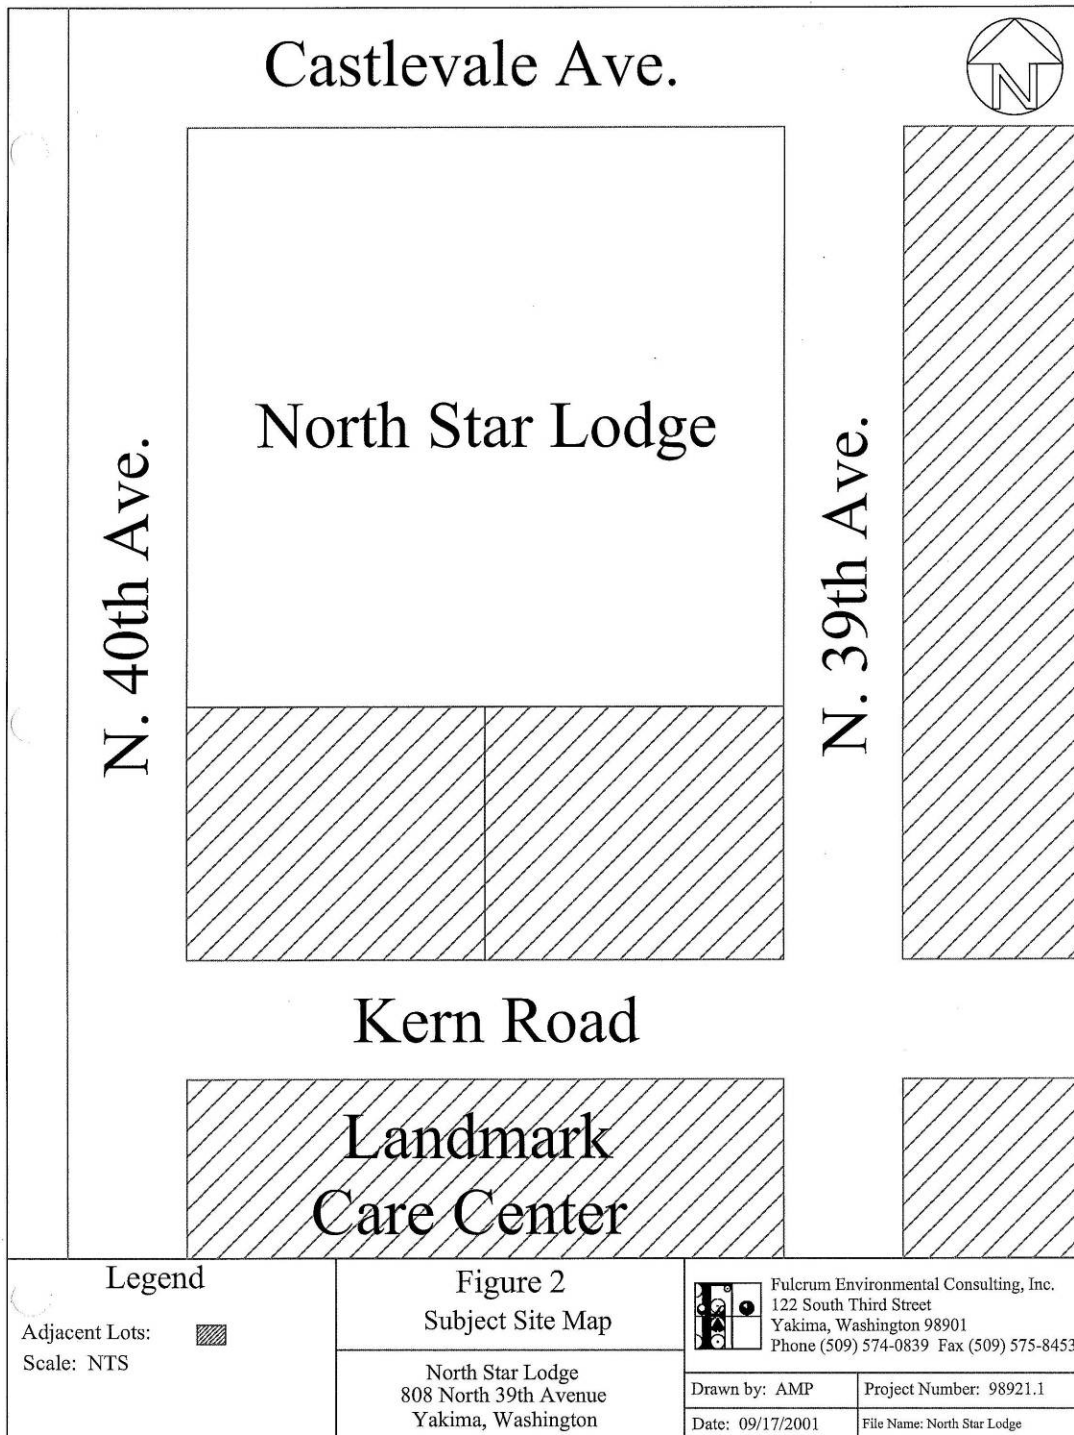 Castlevale Ave.
N
North Star Lodge
N. 40th Ave.
N. 39th Ave.
Kern Road
Landmark
Care Center
Legend
Adjacent Lots:
Scale: NTS
Figure 2
Subject Site Map
North Star Lodge
808 North 39th Avenue
Yakima, Washington
Fulcrum Environmental Consulting, Inc.
122 South Third Street
Yakima, Washington 98901
Phone (509) 574-0839 Fax (509) 575-8453
Drawn by: AMP
Project Number: 98921.1
Date: 09/17/2001
File Name: North Star Lodge